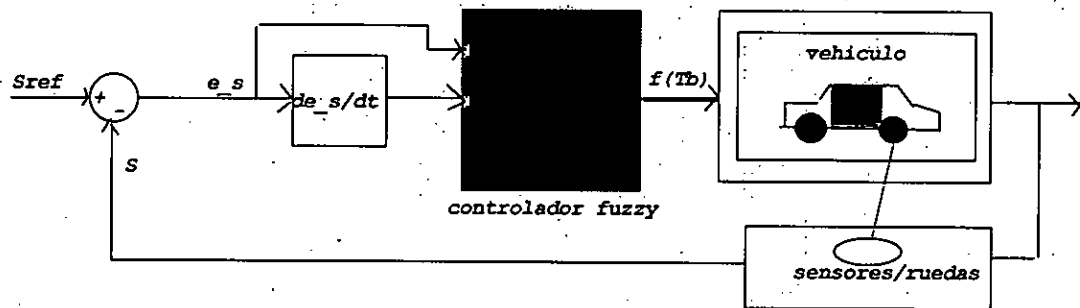 Sref
+
-
e_s
de_s/dt
f(Tb)
vehiculo
S
controlador fuzzy
sensores/ruedas